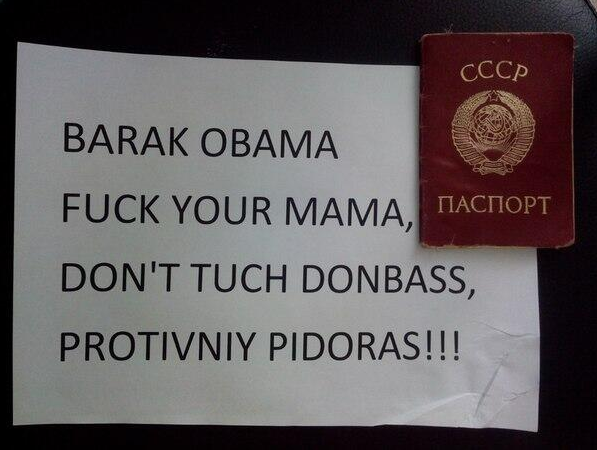 BARAK OBAMA
FUCK YOUR MAMA,
DON'T TUCH DONBASS,
PROTIVNIY PIDORAS!!!
СССР
ПАСПОРТ